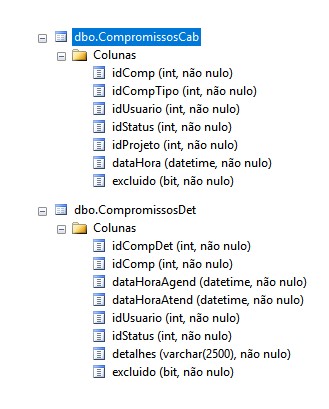 dbo.CompromissosCab
Colunas
idComp (int, não nulo)
idCompTipo (int, não nulo)
idUsuario (int, não nulo)
idStatus (int, não nulo)
idProjeto (int, não nulo)
dataHora (datetime, não nulo)
excluido (bit, não nulo)
dbo.CompromissosDet
Colunas
idCompDet (int, não nulo)
idComp (int, não nulo)
dataHoraAgend (datetime, não nulo)
dataHoraAtend (datetime, não nulo)
idUsuario (int, não nulo)
idStatus (int, não nulo)
detalhes (varchar(2500), não nulo)
excluido (bit, não nulo)